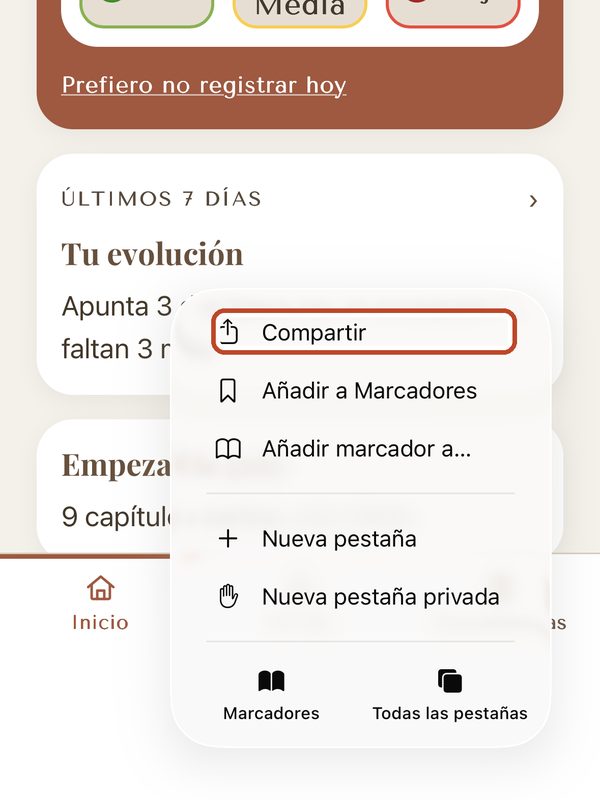 Media
Prefiero no registrar hoy
ÚLTIMOS 7 DÍAS
Tu evolución
Apunta 3
faltan 3
Compartir
Añadir a Marcadores
Añadir marcador a...
Empeza
9 capítul
Nueva pestaña
Nueva pestaña privada
Inicio
as
Marcadores
Todas las pestañas